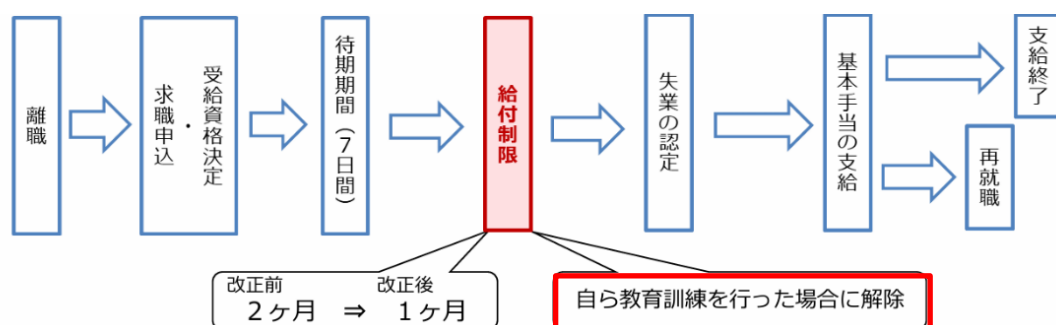 離職
求職申込
・
受給資格決定
待期期間（7日間）
給付制限
失業の認定
基本手当の支給
支給終了
再就職
改正前
改正後
２ヶ月 ⇒ １ヶ月
自ら教育訓練を行った場合に解除